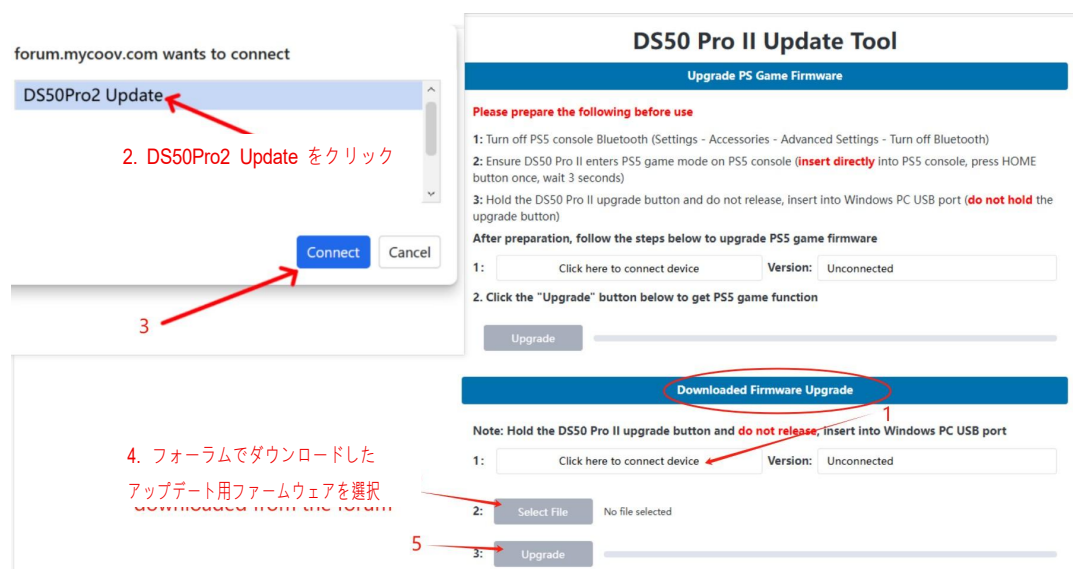 forum.mycoov.com wants to connect
DS50Pro2 Update
2. DS50Pro2 Update をクリック
Connect
Cancel
3
DS50 Pro II Update Tool
Upgrade PS Game Firmware
Please prepare the following before use
1: Turn off PS5 console Bluetooth (Settings - Accessories - Advanced Settings - Turn off Bluetooth)
2: Ensure DS50 Pro II enters PS5 game mode on PS5 console (insert directly into PS5 console, press HOME
button once, wait 3 seconds)
3: Hold the DS50 Pro II upgrade button and do not release, insert into Windows PC USB port (do not hold the
upgrade button)
After preparation, follow the steps below to upgrade PS5 game firmware
1: Click here to connect device Version: Unconnected
2. Click the "Upgrade" button below to get PS5 game function
Upgrade
Downloaded Firmware Upgrade
1
Note: Hold the DS50 Pro II upgrade button and do not release, insert into Windows PC USB port
1: Click here to connect device Version: Unconnected
4. フォーラムでダウンロードした
アップデート用ファームウェアを選択
downloaded from the forum
2: Select File No file selected
5
3: Upgrade